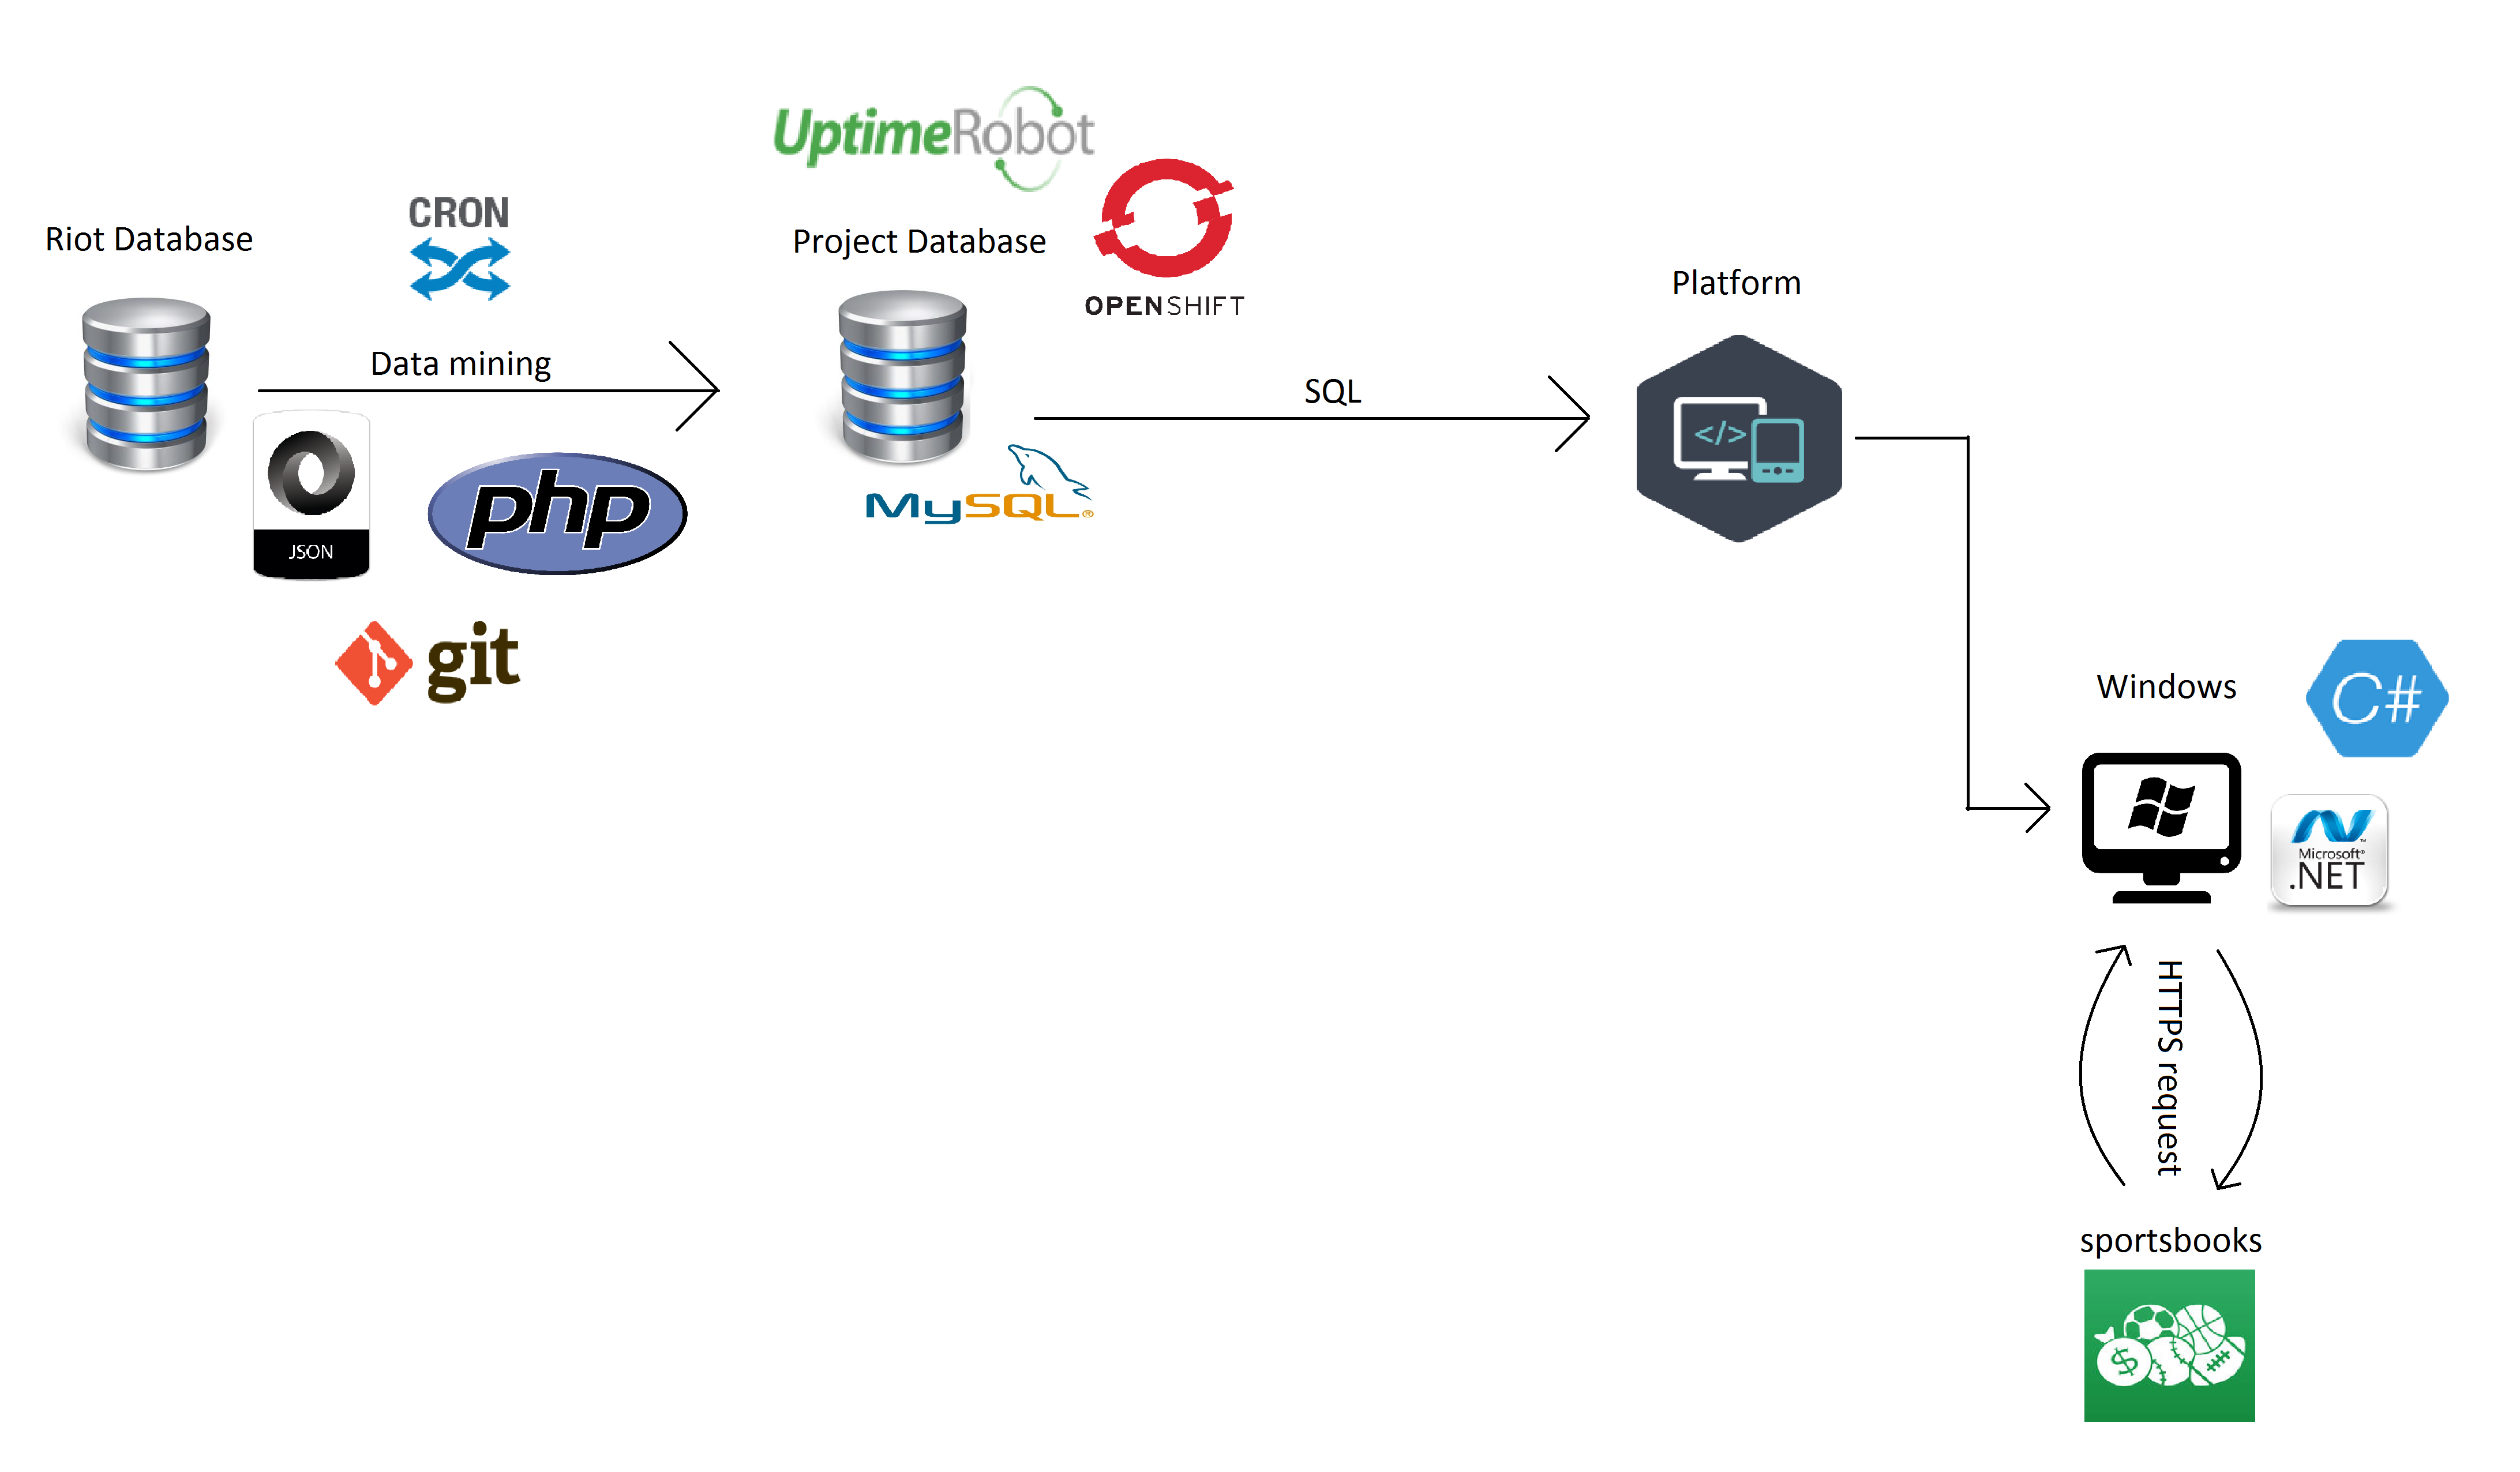 UptimeRobot
CRON
Riot Database
Project Database
OPENSHIFT
Platform
Data mining
SQL
</>
php
MySQL®
JSON
git
Windows
C#
Microsoft®
.NET™
HTTPS request
sportsbooks
$